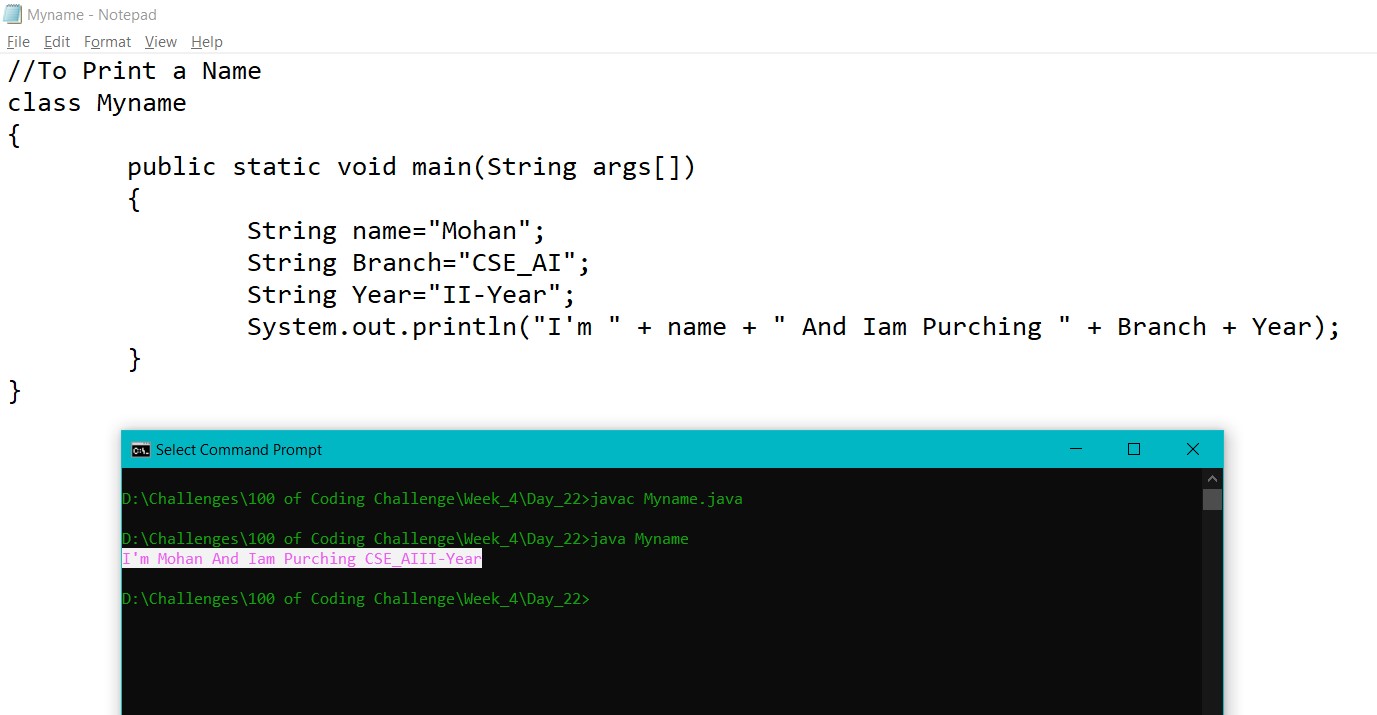 Myname - Notepad
File Edit Format View Help
//To Print a Name
class Myname
{
public static void main(String args[])
{
String name="Mohan";
String Branch="CSE_AI";
String Year="II-Year";
System.out.println("I'm " + name + " And Iam Purching " + Branch + Year);
}
}
C:\. Select Command Prompt
D:\Challenges\100 of Coding Challenge\Week_4\Day_22>javac Myname.java
D:\Challenges\100 of Coding Challenge\Week_4\Day_22>java Myname
I'm Mohan And Iam Purching CSE_AIII-Year
D:\Challenges\100 of Coding Challenge\Week_4\Day_22>